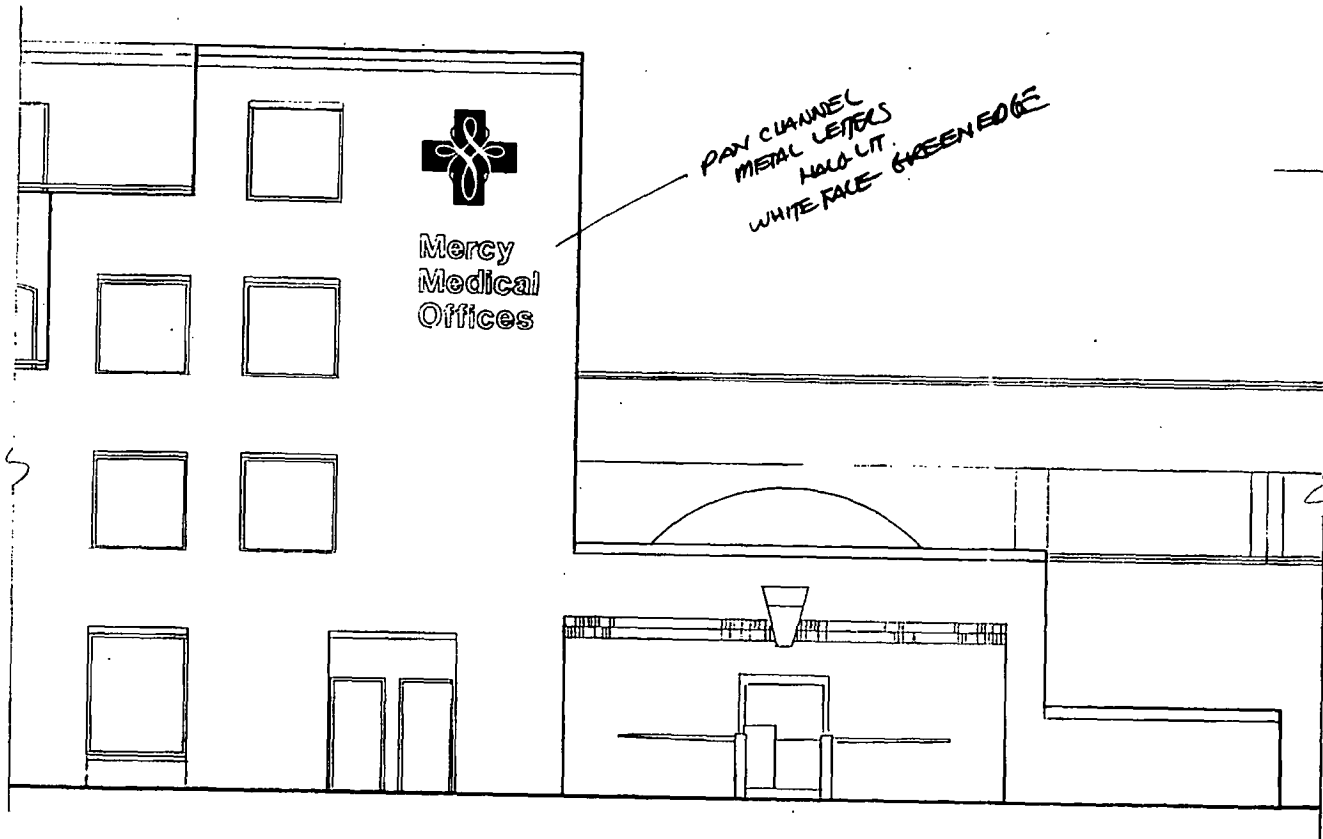 PAN CHANNEL
METAL LETTERS
HALO LIT.
WHITE FACE - GREEN EDGE
Mercy
Medical
Offices